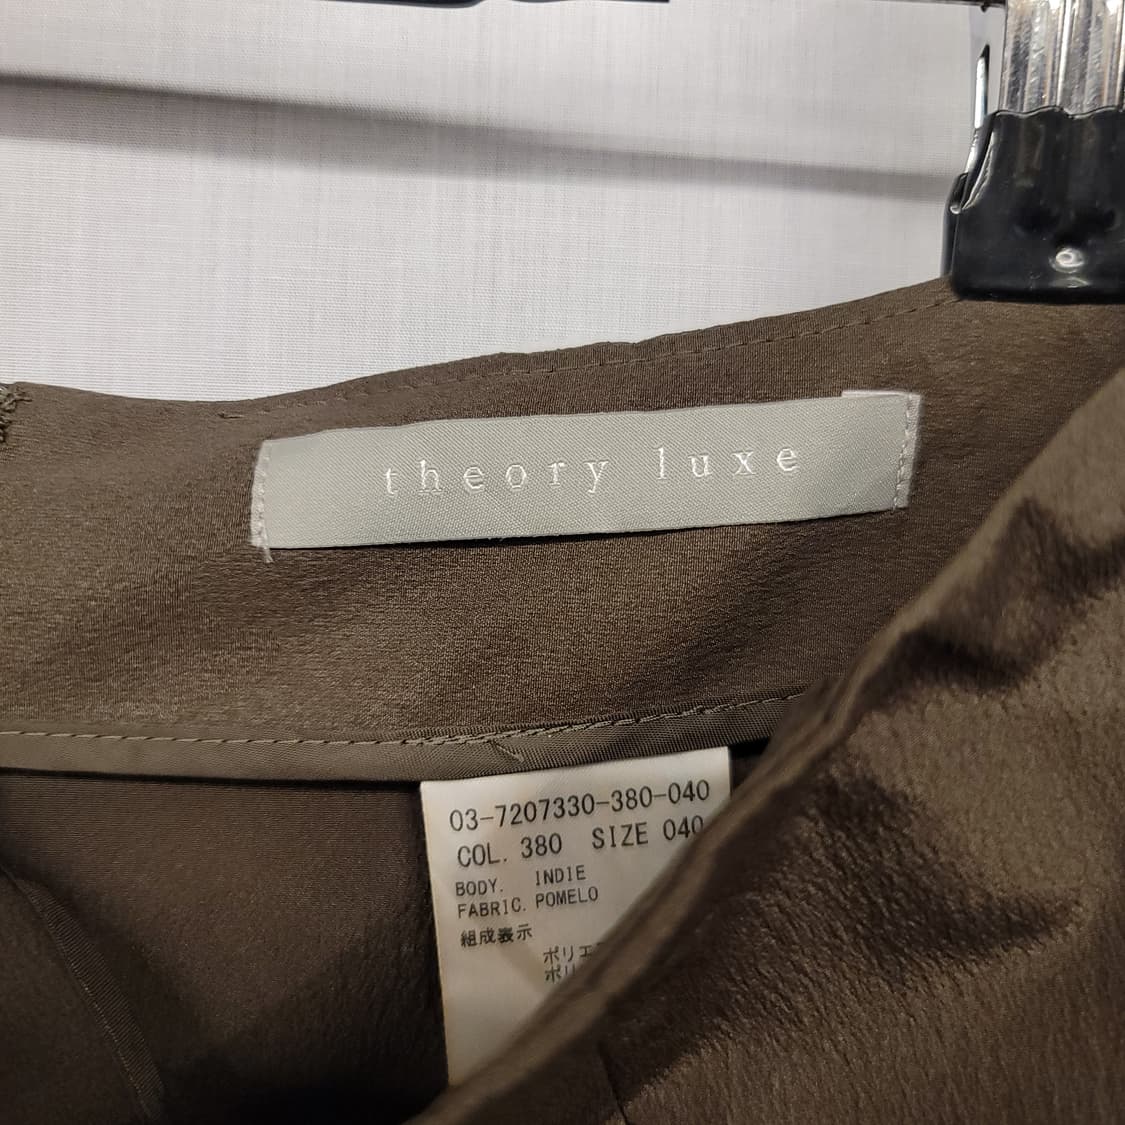 theory luxe
03-7207330-380-040
COL. 380 SIZE 040
BODY. INDIE
FABRIC. POMELO
組成表示